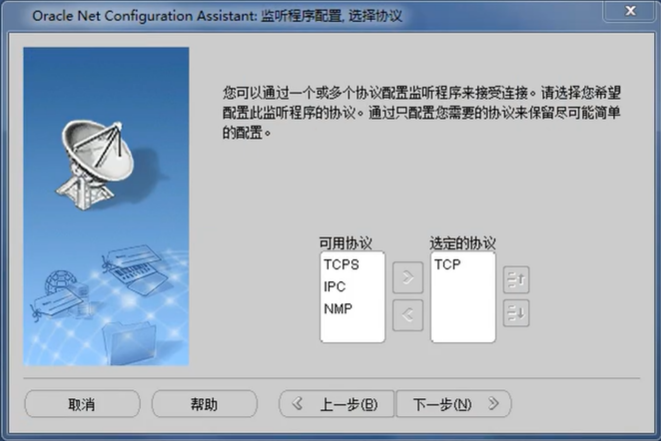 Oracle Net Configuration Assistant: 监听程序配置, 选择协议
您可以通过一个或多个协议配置监听程序来接受连接。请选择您希望
配置此监听程序的协议。通过只配置您需要的协议来保留尽可能简单
的配置。
可用协议 选定的协议
TCPS TCP
IPC
NMP
取消 帮助 上一步(B) 下一步(N)